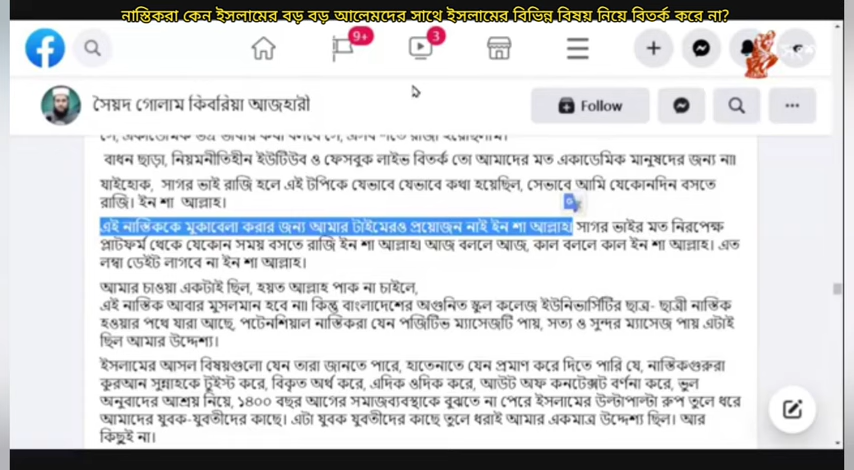 নাস্তিকরা কেন ইসলামের বড় বড় আলেমদের সাথে ইসলামের বিভিন্ন বিষয় নিয়ে বিতর্ক করে না?
9+
3
সৈয়দ গোলাম কিবরিয়া আজহারী
Follow
বাধন ছাড়া, নিয়মনীতিহীন ইউটিউব ও ফেসবুক লাইভ বিতর্ক তো আমাদের মত একাডেমিক মানুষদের জন্য না৷
যাইহোক, সাগর ভাই রাজি হলে এই টপিকে যেভাবে যেভাবে কথা হয়েছিল, সেভাবে আমি যেকোনদিন বসতে
রাজি। ইন শা আল্লাহ।
এই নাস্তিককে মুকাবেলা করার জন্য আমার টাইমেরও প্রয়োজন নাই ইন শা আল্লাহ৷ সাগর ভাইর মত নিরপেক্ষ
প্লাটফর্ম থেকে যেকোন সময় বসতে রাজি ইন শা আল্লাহ৷ আজ বললে আজ, কাল বললে কাল ইন শা আল্লাহ। এত
লম্বা ডেইট লাগবে না ইন শা আল্লাহ।
আমার চাওয়া একটাই ছিল, হয়ত আল্লাহ পাক না চাইলে,
এই নাস্তিক আবার মুসলমান হবে না৷ কিন্তু বাংলাদেশের অগুনিত স্কুল কলেজ ইউনিভার্সিটির ছাত্র- ছাত্রী নাস্তিক
হওয়ার পথে যারা আছে, পটেনশিয়াল নাস্তিকরা যেন পজিটিভ ম্যাসেজটি পায়, সত্য ও সুন্দর ম্যাসেজ পায় এটাই
ছিল আমার উদ্দেশ্য।
ইসলামের আসল বিষয়গুলো যেন তারা জানতে পারে, হাতেনাতে যেন প্রমাণ করে দিতে পারি যে, নাস্তিকগুরুরা
কুরআন সুন্নাহকে টুইস্ট করে, বিকৃত অর্থ করে, এদিক ওদিক করে, আউট অফ কনটেক্সট বর্ণনা করে, ভুল
অনুবাদের আশ্রয় নিয়ে, ১৪০০ বছর আগের সমাজব্যবস্থাকে বুঝতে না পেরে ইসলামের উল্টাপাল্টা রুপ তুলে ধরে
আমাদের যুবক-যুবতীদের কাছে। এটা যুবক যুবতীদের কাছে তুলে ধরাই আমার একমাত্র উদ্দেশ্য ছিল। আর
কিছুই না।